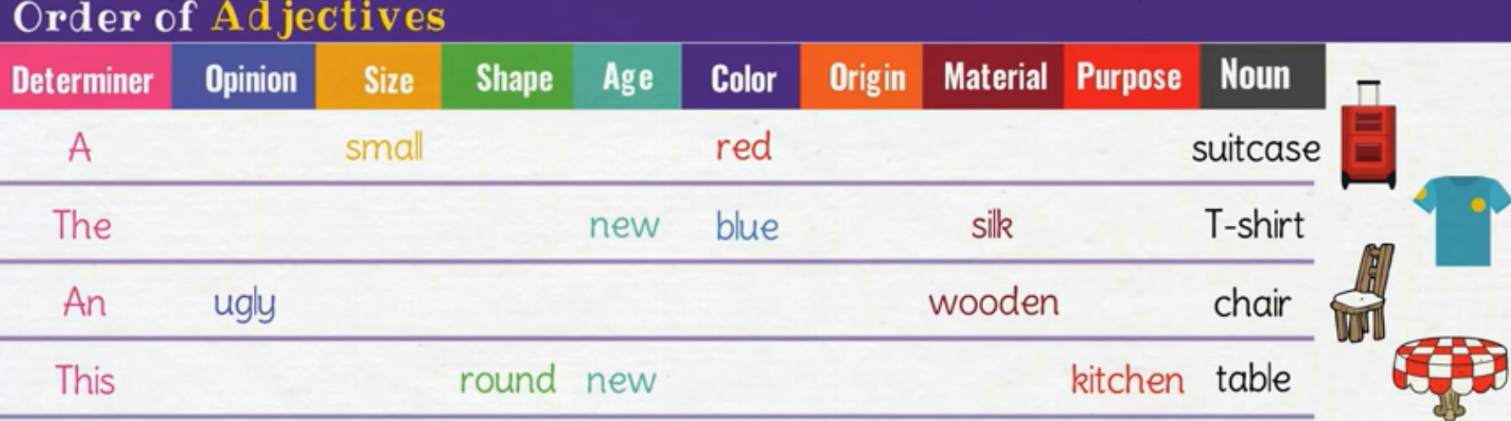 Order of Adjectives
Determiner Opinion Size Shape Age Color Origin Material Purpose Noun
A small red suitcase
The new blue silk T-shirt
An ugly wooden chair
This round new kitchen table